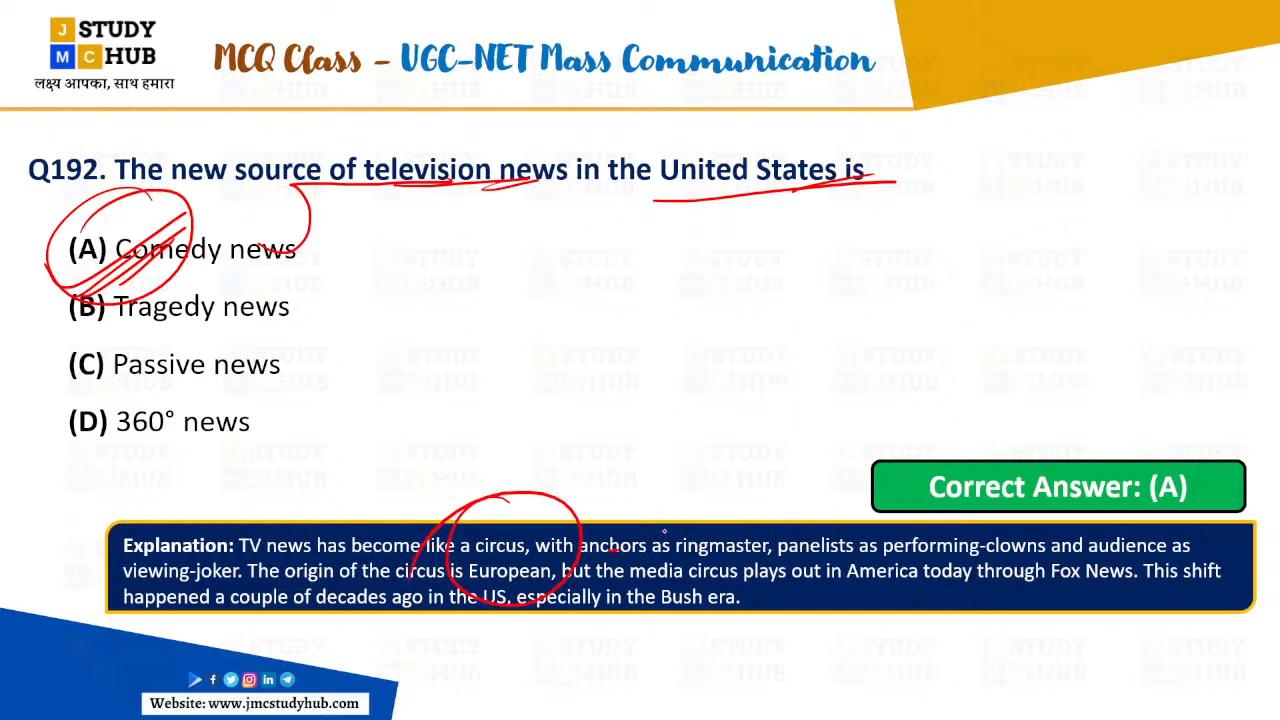 J STUDY
M C HUB
लक्ष्य आपका, साथ हमारा
MCQ Class - UGC-NET Mass Communication
Q192. The new source of television news in the United States is
(A) Comedy news
(B) Tragedy news
(C) Passive news
(D) 360° news
Correct Answer: (A)
Explanation: TV news has become like a circus, with anchors as ringmaster, panelists as performing-clowns and audience as
viewing-joker. The origin of the circus is European, but the media circus plays out in America today through Fox News. This shift
happened a couple of decades ago in the US, especially in the Bush era.
Website: www.jmcstudyhub.com